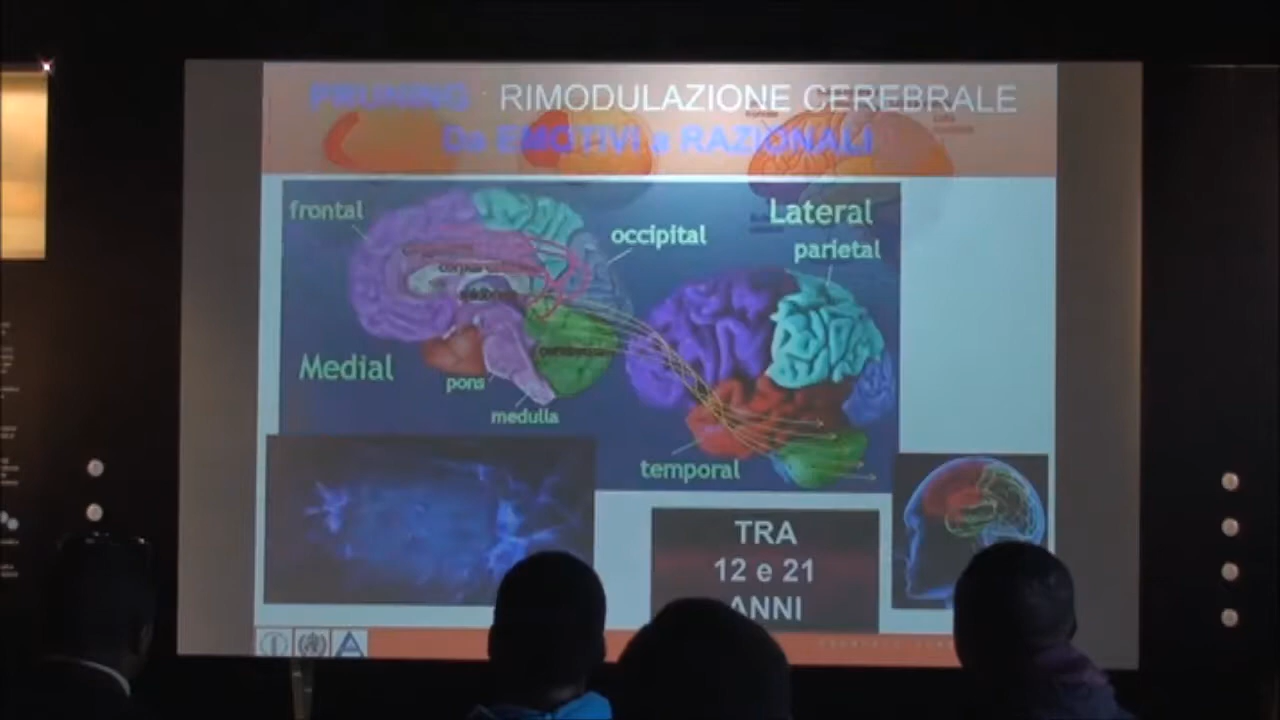 PRUNING RIMODULAZIONE CEREBRALE
Da EMOTIVI a RAZIONALI
frontal
Lateral
occipital
parietal
Medial
pons
medulla
temporal
TRA
12 e 21
ANNI